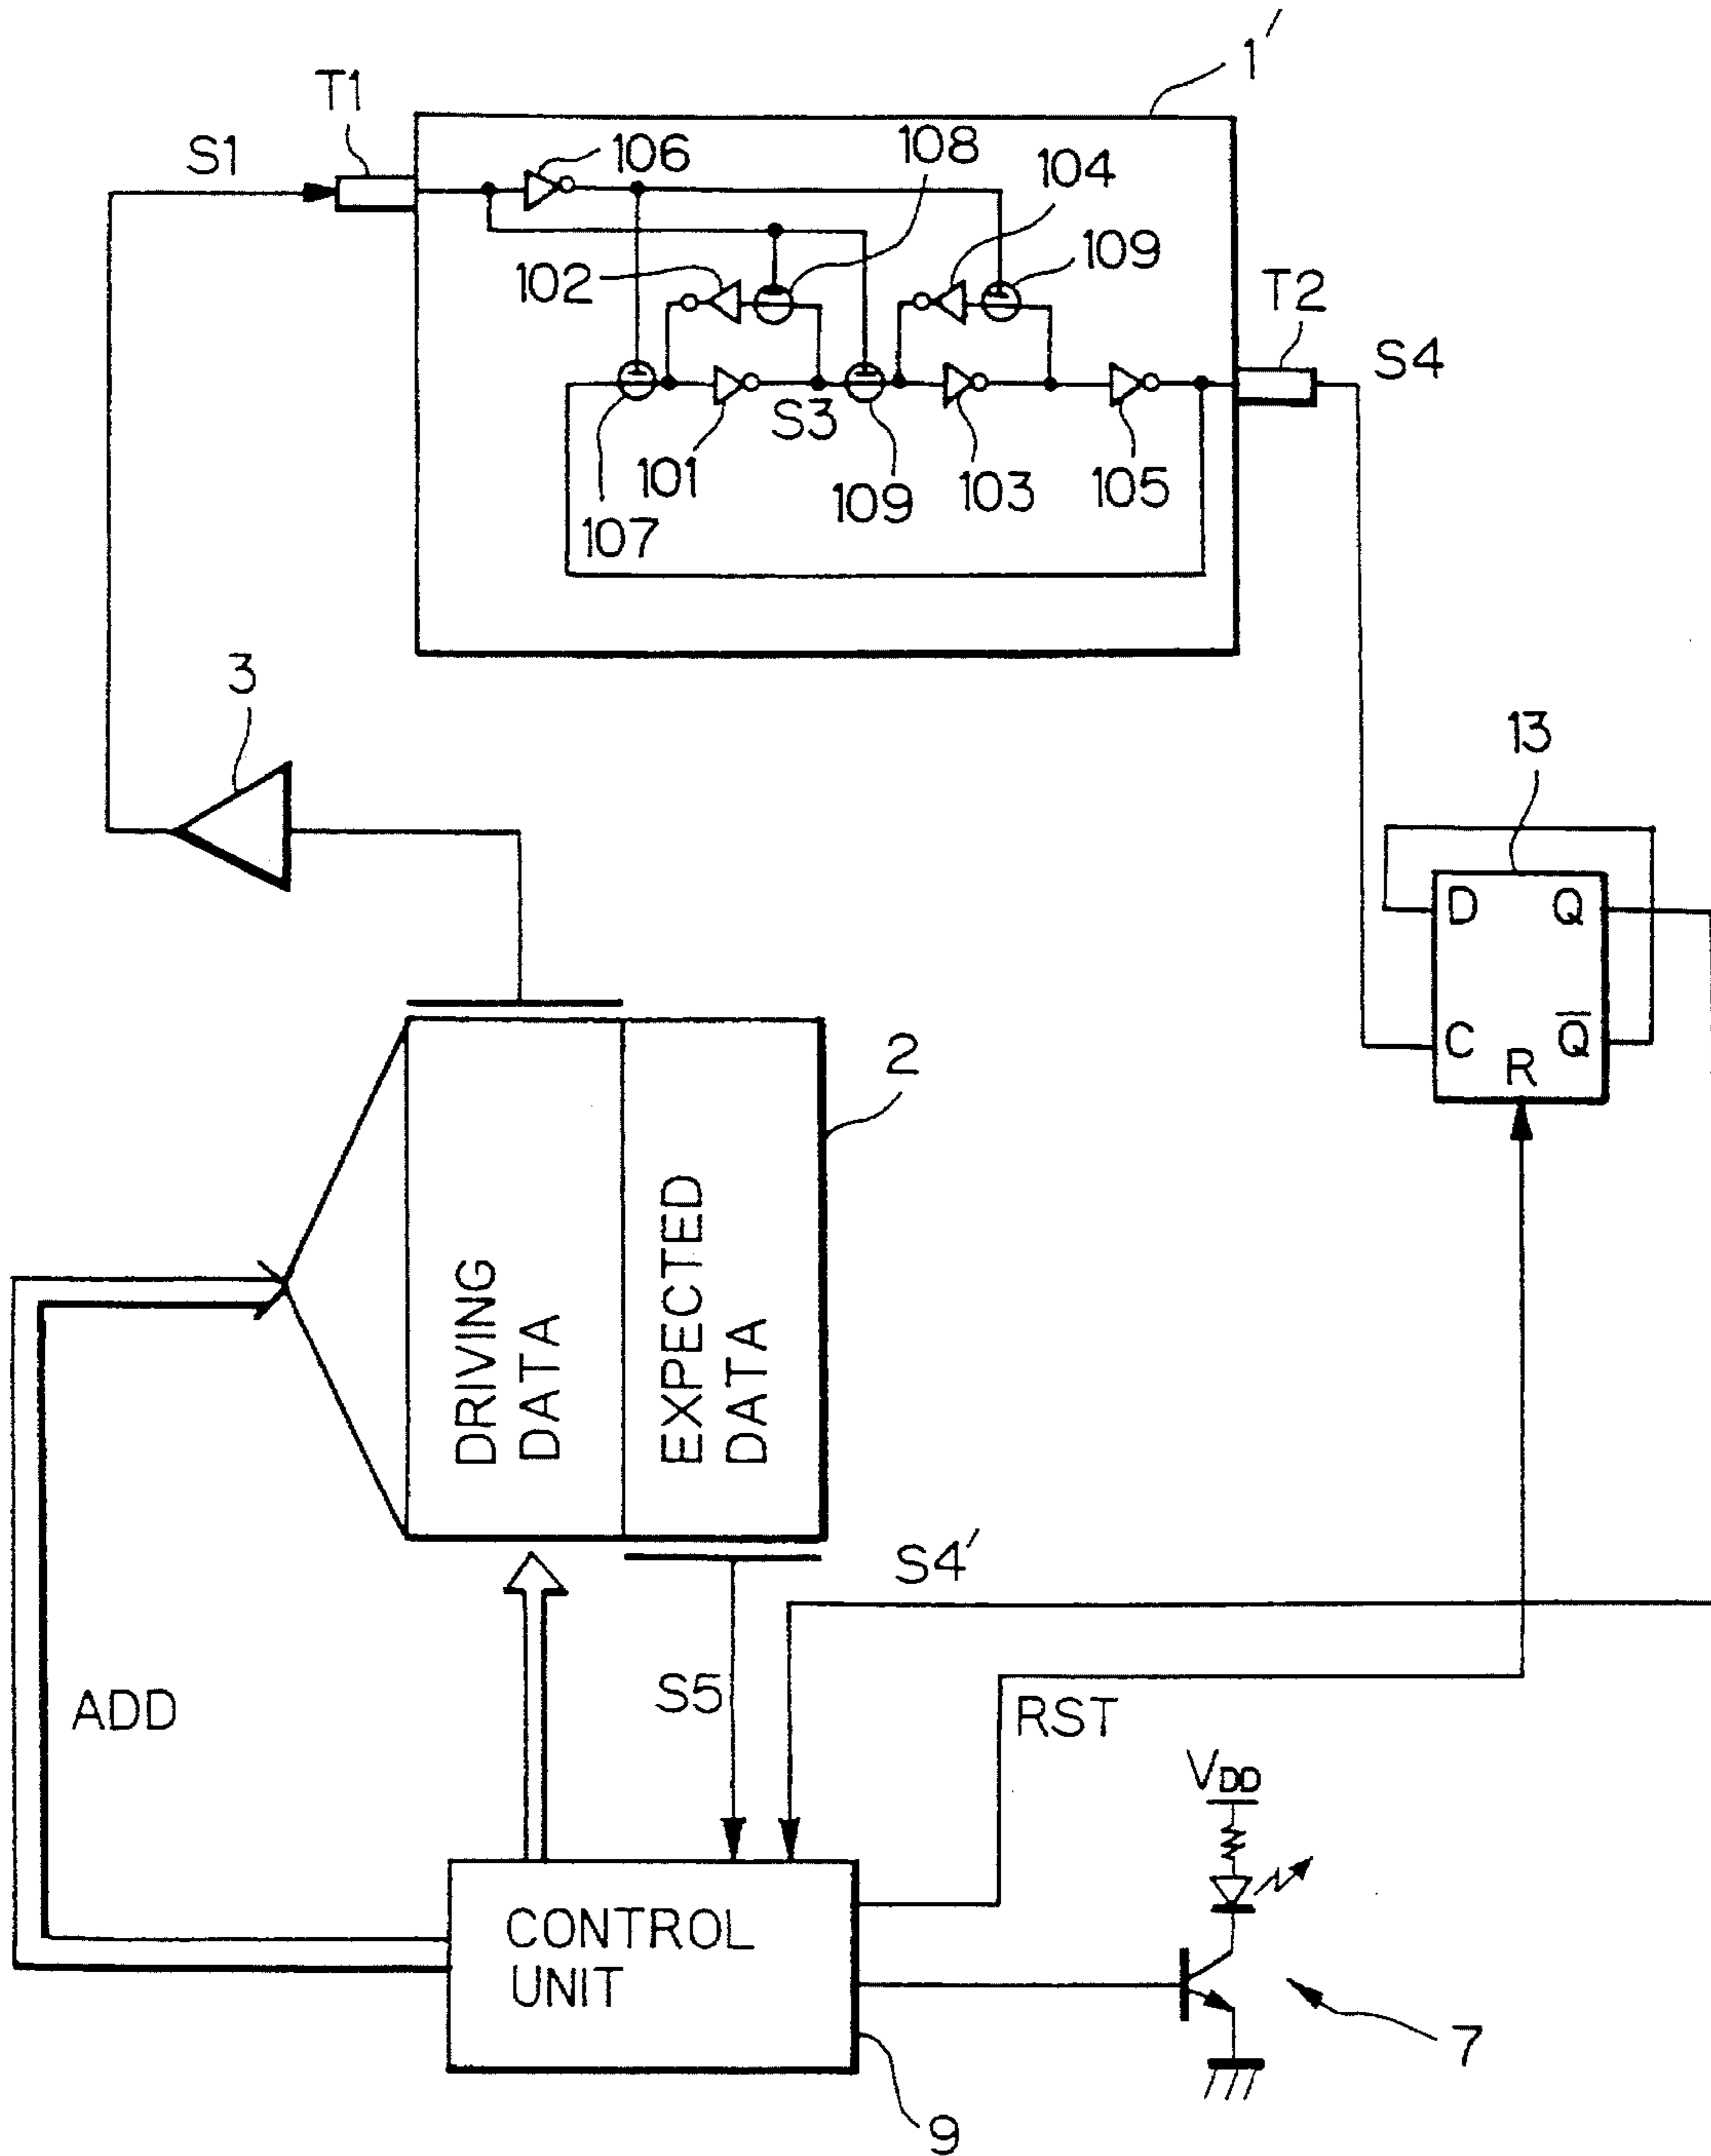 1′
T1
S1
106
108
104
102
109
T2
S4
S3
101
109
103
105
107
3
13
D
Q
C
Q̅
R
2
DRIVING
DATA
EXPECTED
DATA
S4′
S5
ADD
RST
VDD
CONTROL
UNIT
7
9